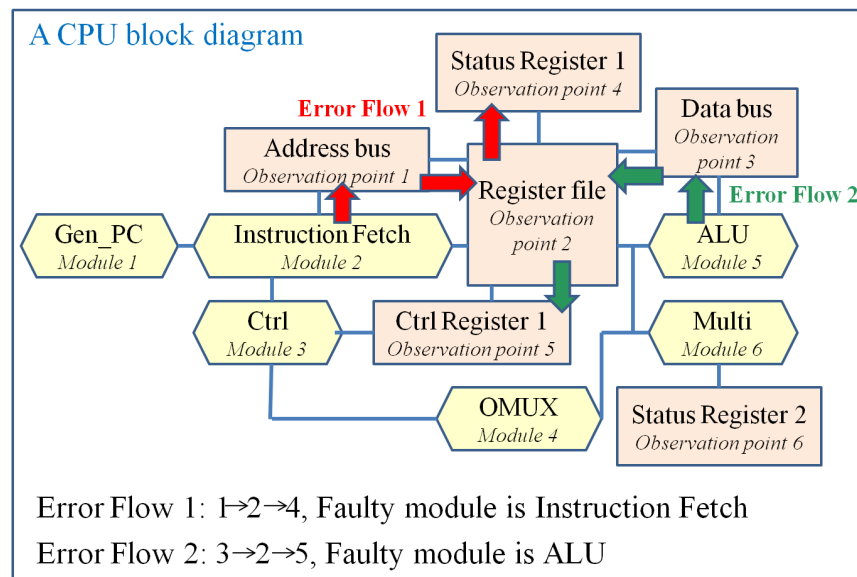 A CPU block diagram
Status Register 1
Observation point 4
Error Flow 1
Data bus
Observation
point 3
Address bus
Observation point 1
Register file
Observation
point 2
Error Flow 2
Gen_PC
Module 1
Instruction Fetch
Module 2
ALU
Module 5
Ctrl
Module 3
Ctrl Register 1
Observation point 5
Multi
Module 6
OMUX
Module 4
Status Register 2
Observation point 6
Error Flow 1: 1→2→4, Faulty module is Instruction Fetch
Error Flow 2: 3→2→5, Faulty module is ALU